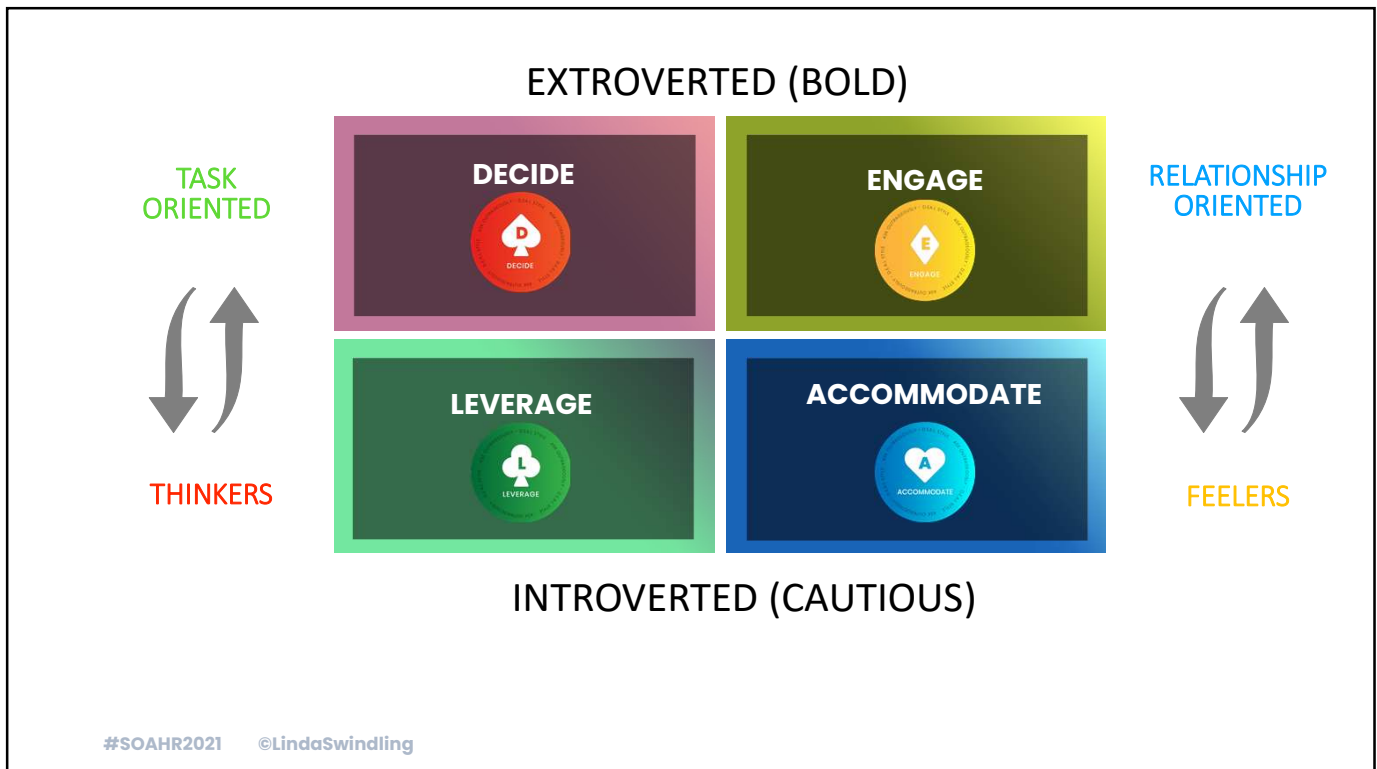 EXTROVERTED (BOLD)
TASK
ORIENTED
DECIDE
D
DECIDE
ENGAGE
E
ENGAGE
RELATIONSHIP
ORIENTED
LEVERAGE
L
LEVERAGE
ACCOMMODATE
A
ACCOMMODATE
THINKERS
FEELERS
INTROVERTED (CAUTIOUS)
#SOAHR2021 ©LindaSwindling